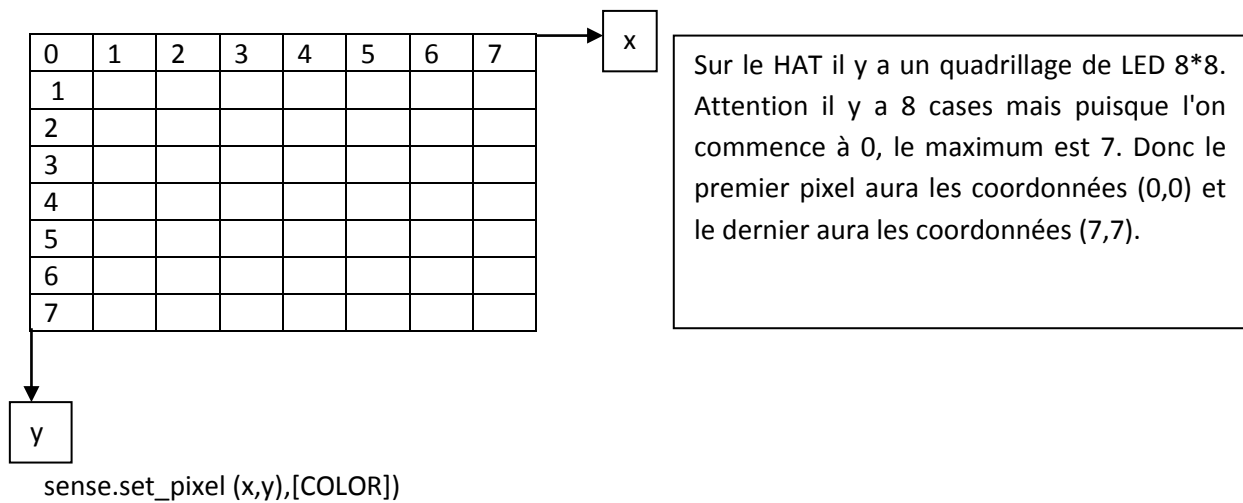 0 1 2 3 4 5 6 7
x
1
2
3
4
5
6
7
y
Sur le HAT il y a un quadrillage de LED 8*8.
Attention il y a 8 cases mais puisque l'on
commence à 0, le maximum est 7. Donc le
premier pixel aura les coordonnées (0,0) et
le dernier aura les coordonnées (7,7).
sense.set_pixel (x,y),[COLOR])